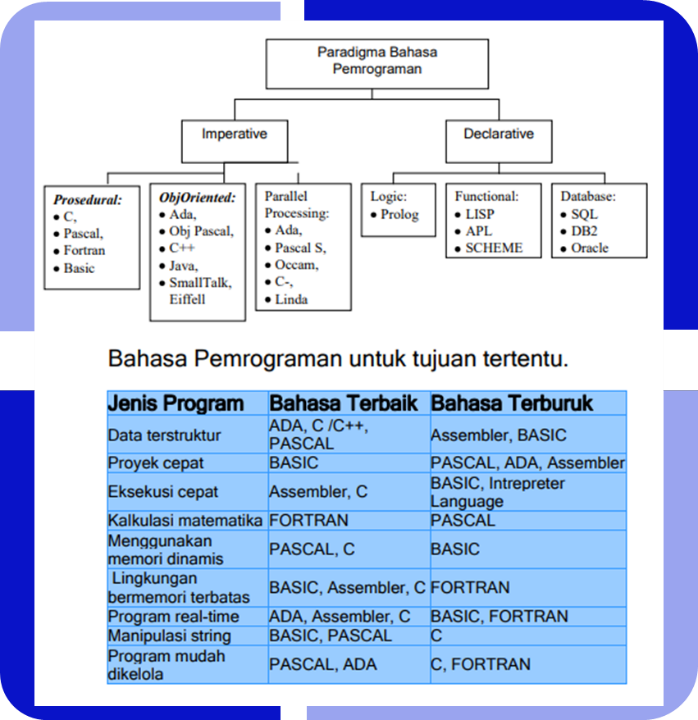 Paradigma Bahasa
Pemrograman
Imperative
Declarative
Prosedural:
• C,
• Pascal,
• Fortran
• Basic
ObjOriented:
• Ada,
• Obj Pascal,
• C++
• Java,
• SmallTalk,
Eiffell
Parallel
Processing:
• Ada,
• Pascal S,
• Occam,
• C-,
• Linda
Logic:
• Prolog
Functional:
• LISP
• APL
• SCHEME
Database:
• SQL
• DB2
• Oracle
Bahasa Pemrograman untuk tujuan tertentu.
Jenis Program Bahasa Terbaik Bahasa Terburuk
Data terstruktur
ADA, C /C++,
PASCAL
Assembler, BASIC
Proyek cepat BASIC PASCAL, ADA, Assembler
Eksekusi cepat Assembler, C
BASIC, Intrepreter
Language
Kalkulasi matematika FORTRAN PASCAL
Menggunakan
memori dinamis
PASCAL, C BASIC
Lingkungan
bermemori terbatas
BASIC, Assembler, C FORTRAN
Program real-time ADA, Assembler, C BASIC, FORTRAN
Manipulasi string BASIC, PASCAL C
Program mudah
dikelola
PASCAL, ADA C, FORTRAN